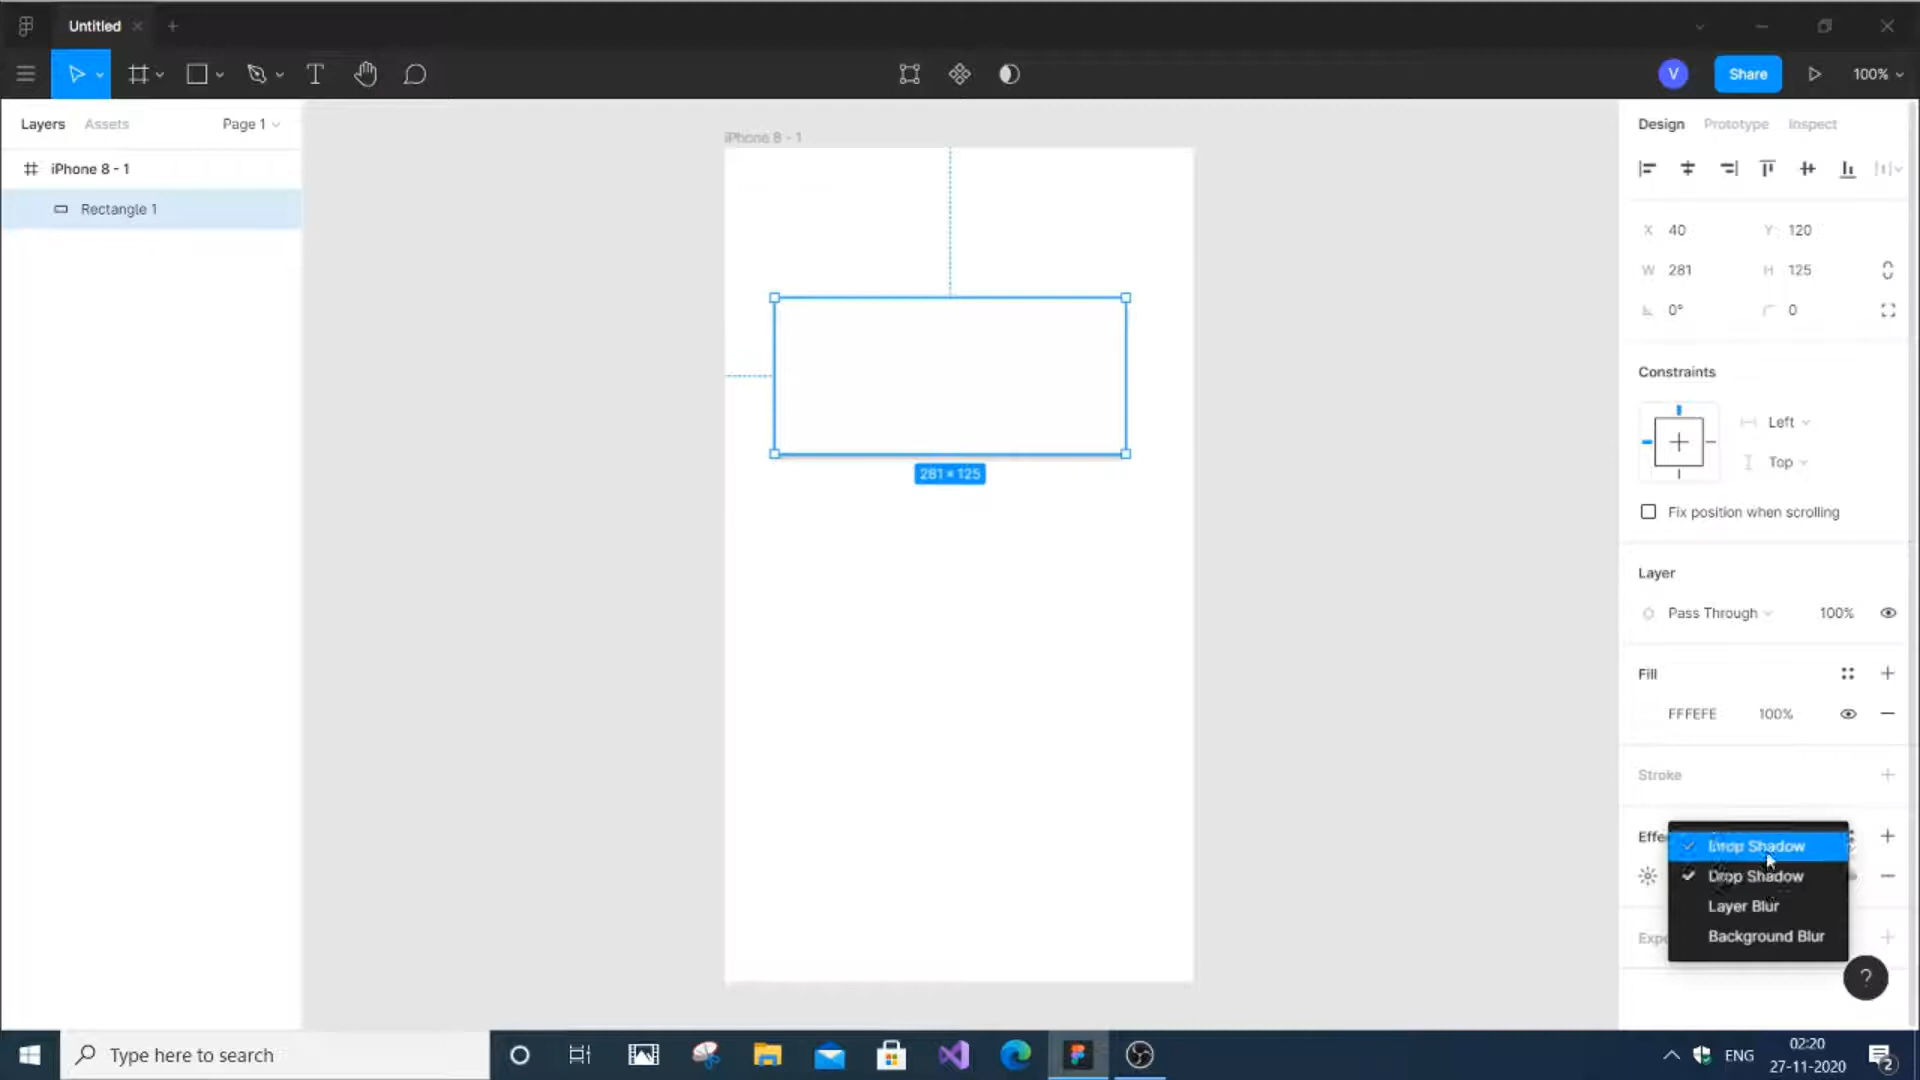 Untitled
V
Share
100%
Layers
Assets
Page 1
iPhone 8 - 1
Rectangle 1
iPhone 8 - 1
281 × 125
Design
Prototype
Inspect
X 40
Y 120
W 281
H 125
0°
0
Constraints
Left
Top
Fix position when scrolling
Layer
Pass Through
100%
Fill
FFFEFE
100%
Stroke
Effe
Drop Shadow
Drop Shadow
Layer Blur
Background Blur
Expo
?
Type here to search
ENG
02:20
27-11-2020
2